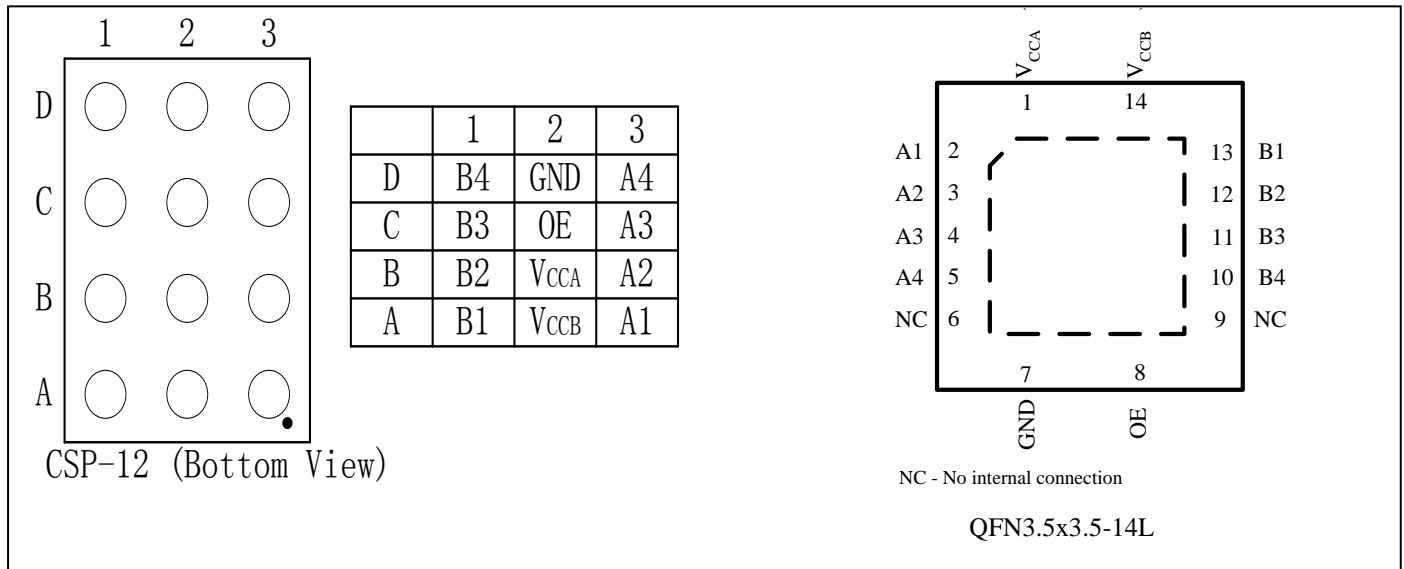 1 2 3
D
C
B
A
CSP-12 (Bottom View)
1 2 3
D B4 GND A4
C B3 OE A3
B B2 VCCA A2
A B1 VCCB A1
VCCA VCCB
1 14
A1 2 13 B1
A2 3 12 B2
A3 4 11 B3
A4 5 10 B4
NC 6 9 NC
7 8
GND OE
NC - No internal connection
QFN3.5x3.5-14L